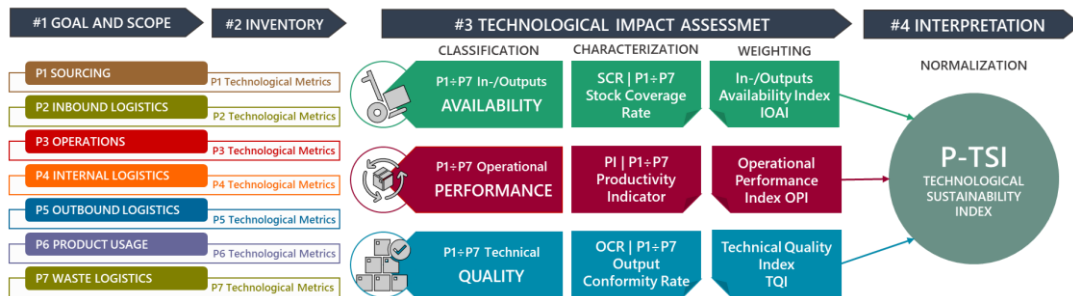 #1 GOAL AND SCOPE
#2 INVENTORY
#3 TECHNOLOGICAL IMPACT ASSESSMET
#4 INTERPRETATION
CLASSIFICATION
CHARACTERIZATION
WEIGHTING
NORMALIZATION
P1 SOURCING
P1 Technological Metrics
P2 INBOUND LOGISTICS
P2 Technological Metrics
P3 OPERATIONS
P3 Technological Metrics
P4 INTERNAL LOGISTICS
P4 Technological Metrics
P5 OUTBOUND LOGISTICS
P5 Technological Metrics
P6 PRODUCT USAGE
P6 Technological Metrics
P7 WASTE LOGISTICS
P7 Technological Metrics
P1÷P7 In-/Outputs
AVAILABILITY
SCR | P1÷P7
Stock Coverage
Rate
In-/Outputs
Availability Index
IOAI
P1÷P7 Operational
PERFORMANCE
PI | P1÷P7
Productivity
Indicator
Operational
Performance
Index OPI
P1÷P7 Technical
QUALITY
OCR | P1÷P7
Output
Conformity Rate
Technical Quality
Index
TQI
P-TSI
TECHNOLOGICAL
SUSTAINABILITY
INDEX